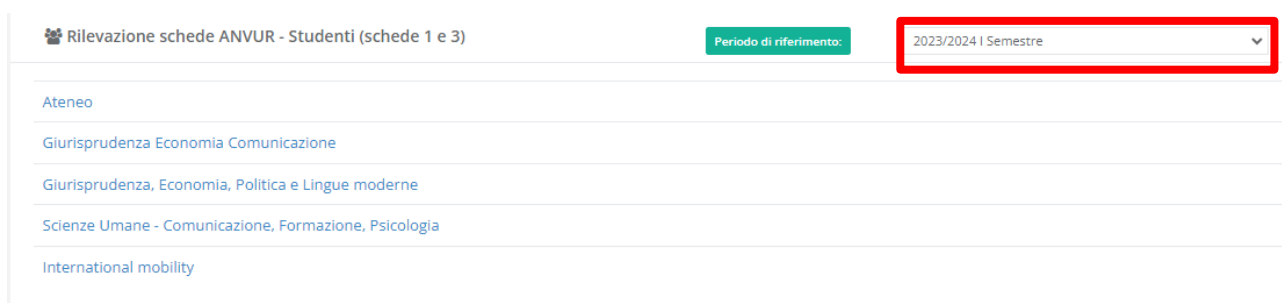 Rilevazione schede ANVUR - Studenti (schede 1 e 3)
Periodo di riferimento:
2023/2024 I Semestre
Ateneo
Giurisprudenza Economia Comunicazione
Giurisprudenza, Economia, Politica e Lingue moderne
Scienze Umane - Comunicazione, Formazione, Psicologia
International mobility